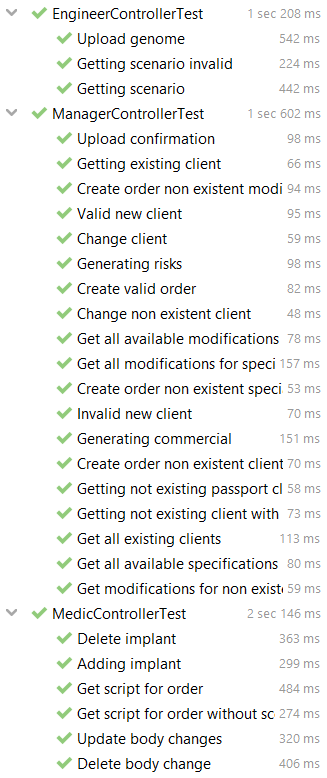 EngineerControllerTest 1 sec 208 ms
Upload genome 542 ms
Getting scenario invalid 224 ms
Getting scenario 442 ms
ManagerControllerTest 1 sec 602 ms
Upload confirmation 98 ms
Getting existing client 66 ms
Create order non existent modi 94 ms
Valid new client 95 ms
Change client 59 ms
Generating risks 98 ms
Create valid order 82 ms
Change non existent client 48 ms
Get all available modifications 78 ms
Get all modifications for speci 157 ms
Create order non existent speci 53 ms
Invalid new client 70 ms
Generating commercial 151 ms
Create order non existent client 70 ms
Getting not existing passport cl 58 ms
Getting not existing client with 73 ms
Get all existing clients 113 ms
Get all available specifications 80 ms
Get modifications for non exist 59 ms
MedicControllerTest 2 sec 146 ms
Delete implant 363 ms
Adding implant 299 ms
Get script for order 484 ms
Get script for order without sc 274 ms
Update body changes 320 ms
Delete body change 406 ms